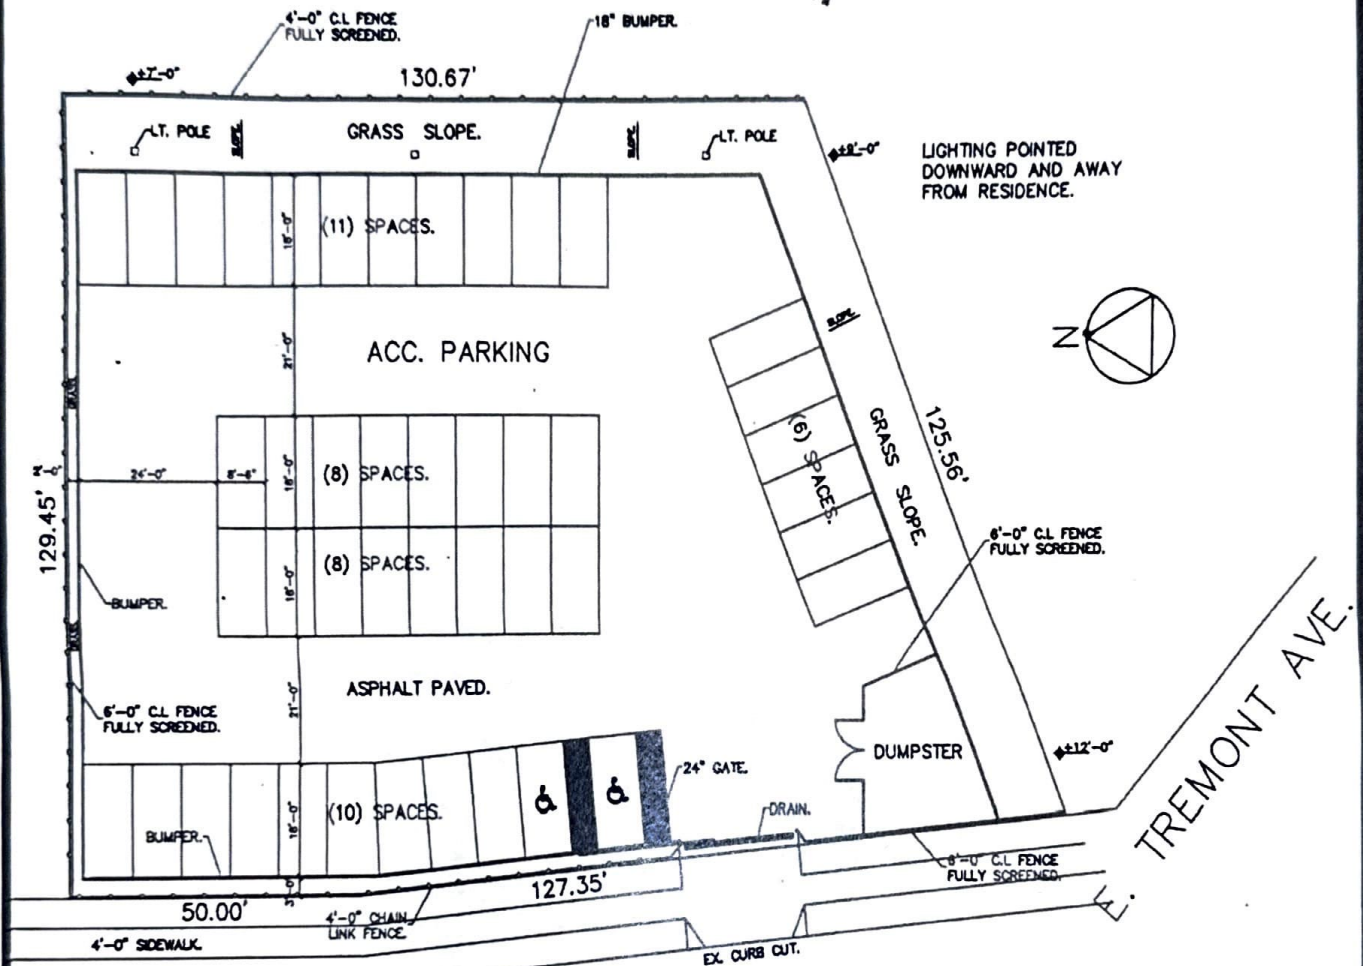 4'-0" C.L FENCE
FULLY SCREENED.
18" BUMPER.
±7'-0"
130.67'
LT. POLE
SLOPE.
GRASS SLOPE.
SLOPE.
LT. POLE
LIGHTING POINTED
DOWNWARD AND AWAY
FROM RESIDENCE.
18'-0"
(11) SPACES.
21'-0"
ACC. PARKING
SLOPE.
N
(6) SPACES.
GRASS SLOPE.
125.56'
129.45'
24'-0"
8'-6"
18'-0"
(8) SPACES.
18'-0"
(8) SPACES.
6'-0" C.L FENCE
FULLY SCREENED.
BUMPER.
ASPHALT PAVED.
21'-0"
6'-0" C.L FENCE
FULLY SCREENED.
DUMPSTER
±12'-0"
E. TREMONT AVE.
24" GATE.
18'-0"
(10) SPACES.
BUMPER.
DRAIN.
FULLY SCREENED.
127.35'
50.00'
4'-0" CHAIN
LINK FENCE
4'-0" SIDEWALK
EX. CURB CUT.